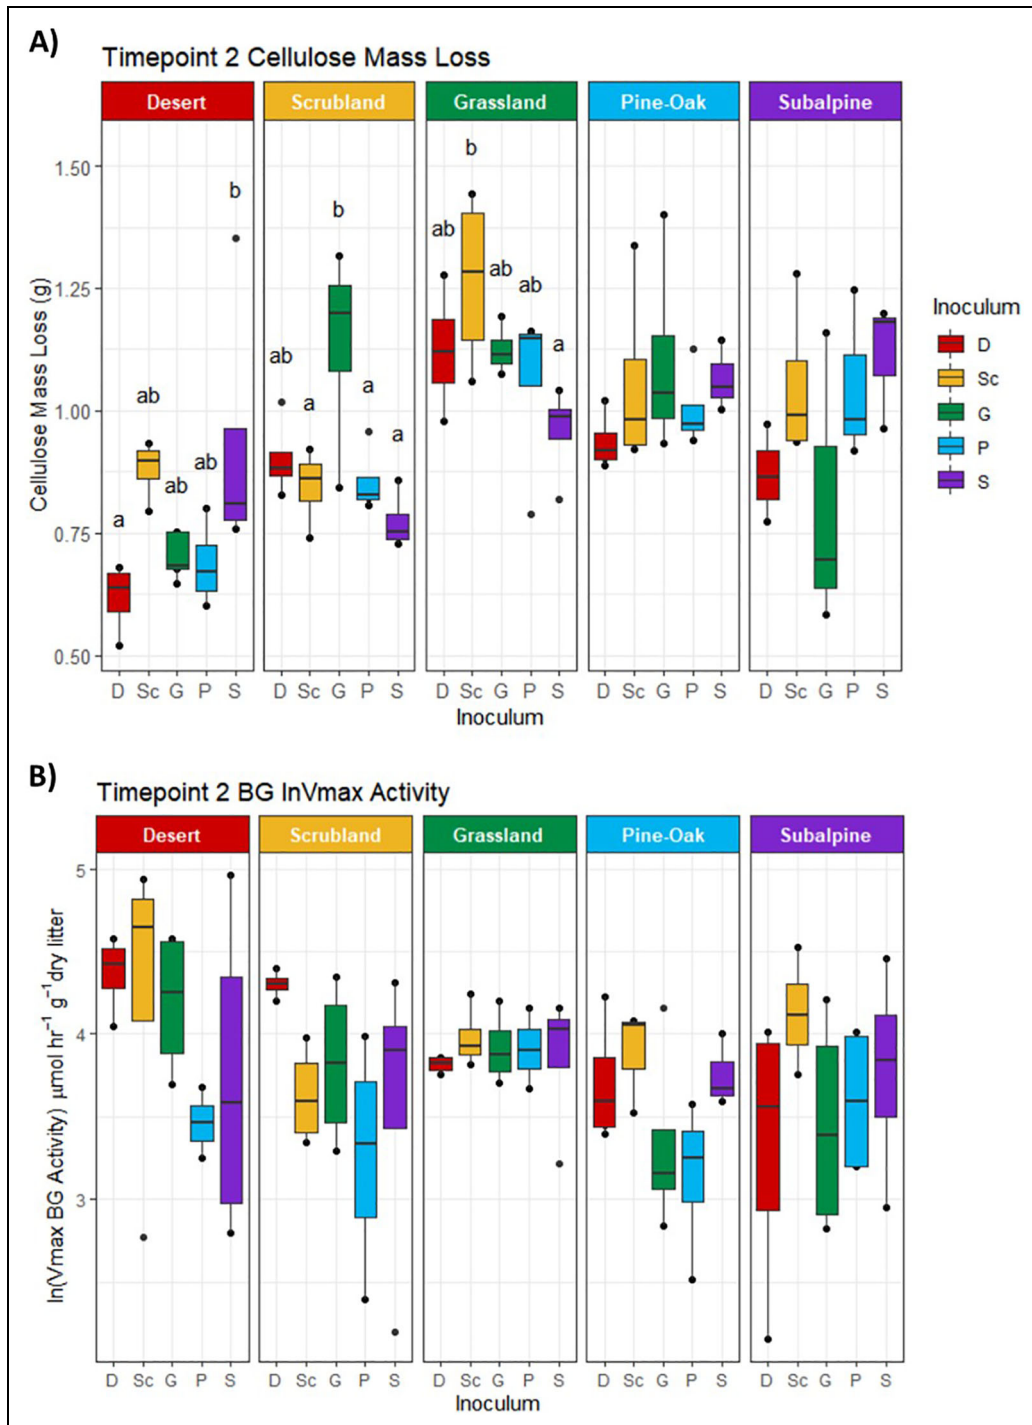 A)
Timepoint 2 Cellulose Mass Loss
Desert Scrubland Grassland Pine-Oak Subalpine
Cellulose Mass Loss (g)
1.50
1.25
1.00
0.75
0.50
a ab ab ab b
ab a b a a
ab b ab ab a
D Sc G P S D Sc G P S D Sc G P S D Sc G P S D Sc G P S
Inoculum
Inoculum
D
Sc
G
P
S
B)
Timepoint 2 BG lnVmax Activity
Desert Scrubland Grassland Pine-Oak Subalpine
ln(Vmax BG Activity) μmol hr⁻¹ g⁻¹dry litter
5
4
3
D Sc G P S D Sc G P S D Sc G P S D Sc G P S D Sc G P S
Inoculum